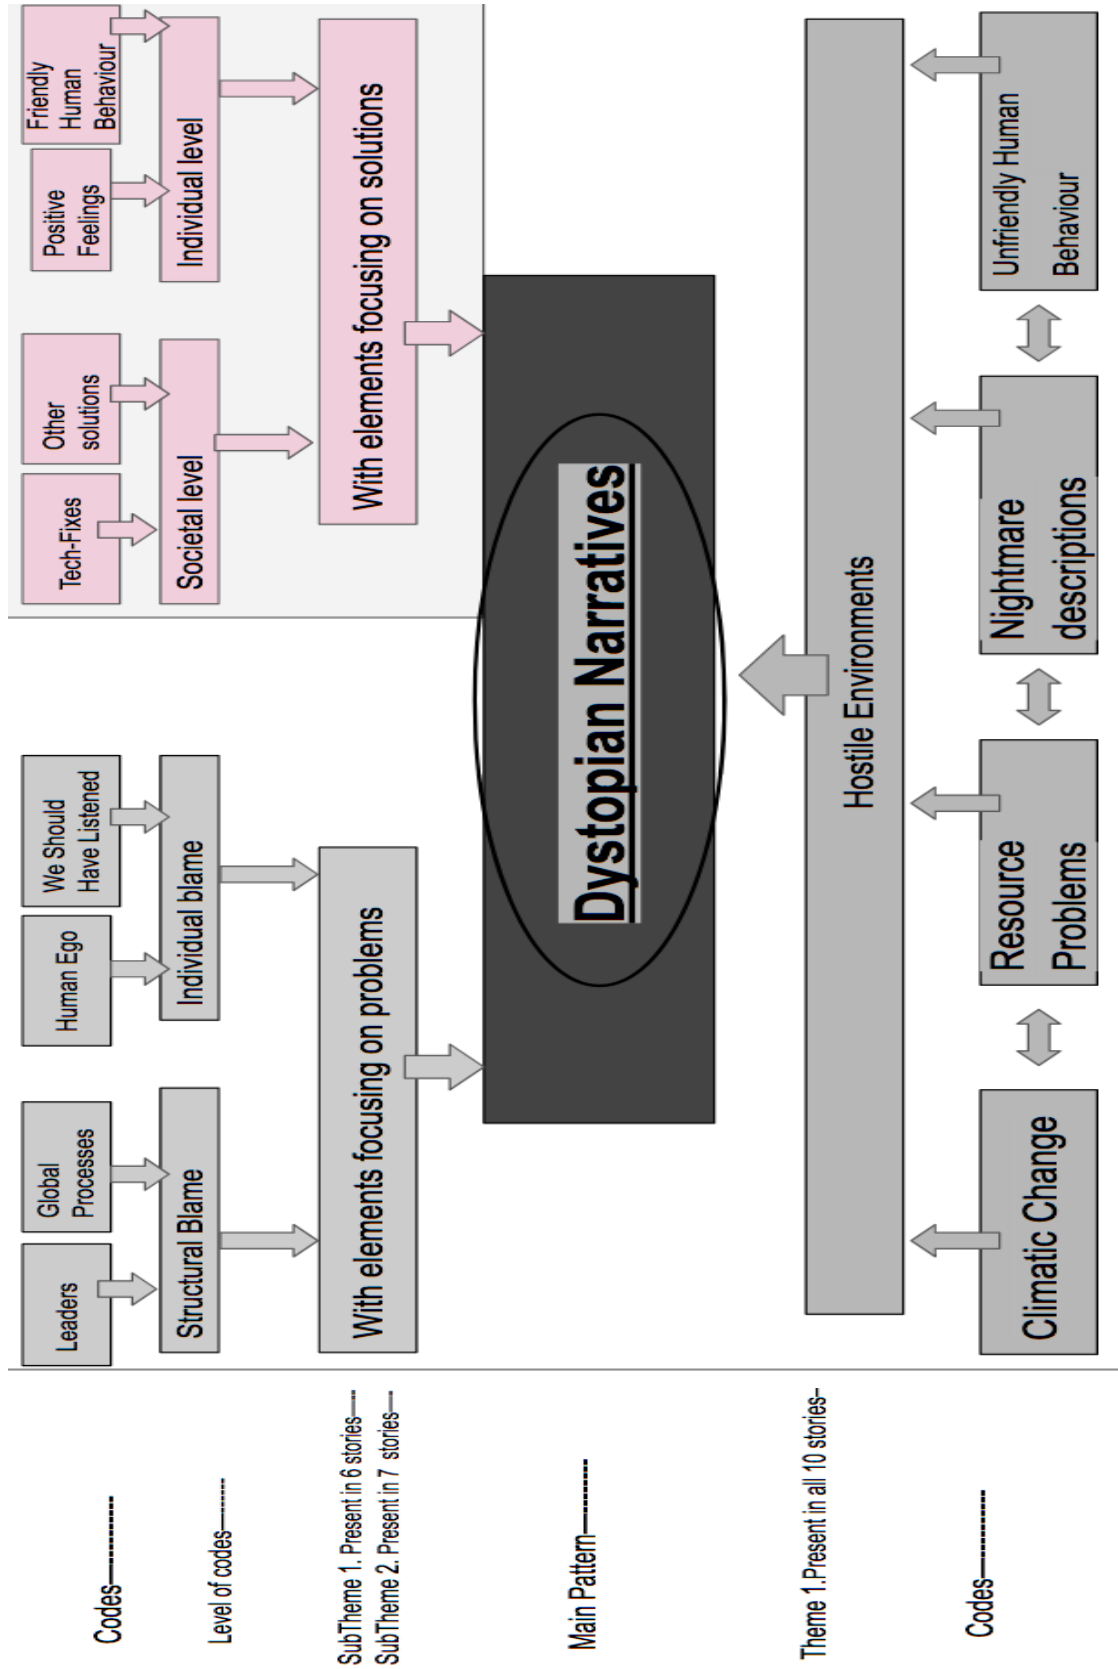 Codes----------
Leaders
Global
Processes
Human Ego
We Should
Have Listened
Tech-Fixes
Other
solutions
Positive
Feelings
Friendly
Human
Behaviour
Level of codes------
Structural Blame
Individual blame
Societal level
Individual level
SubTheme 1. Present in 6 stories----
SubTheme 2. Present in 7 stories---
With elements focusing on problems
With elements focusing on solutions
Main Pattern----------
Dystopian Narratives
Theme 1.Present in all 10 stories--
Hostile Environments
Codes----------
Climatic Change
Resource
Problems
Nightmare
descriptions
Unfriendly Human
Behaviour